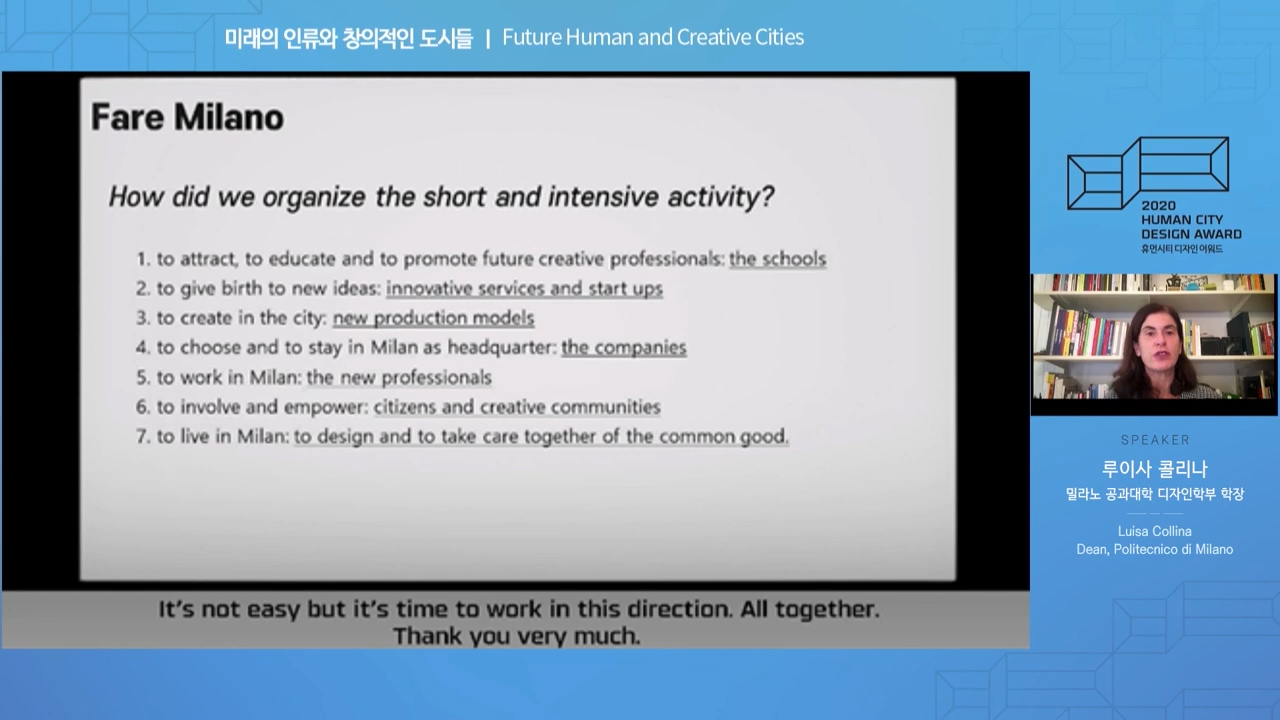 미래의 인류와 창의적인 도시들 | Future Human and Creative Cities
Fare Milano
How did we organize the short and intensive activity?
1. to attract, to educate and to promote future creative professionals: the schools
2. to give birth to new ideas: innovative services and start ups
3. to create in the city: new production models
4. to choose and to stay in Milan as headquarter: the companies
5. to work in Milan: the new professionals
6. to involve and empower: citizens and creative communities
7. to live in Milan: to design and to take care together of the common good.
It's not easy but it's time to work in this direction. All together.
Thank you very much.
2020
HUMAN CITY
DESIGN AWARD
휴먼시티 디자인 어워드
SPEAKER
루이사 콜리나
밀라노 공과대학 디자인학부 학장
Luisa Collina
Dean, Politecnico di Milano